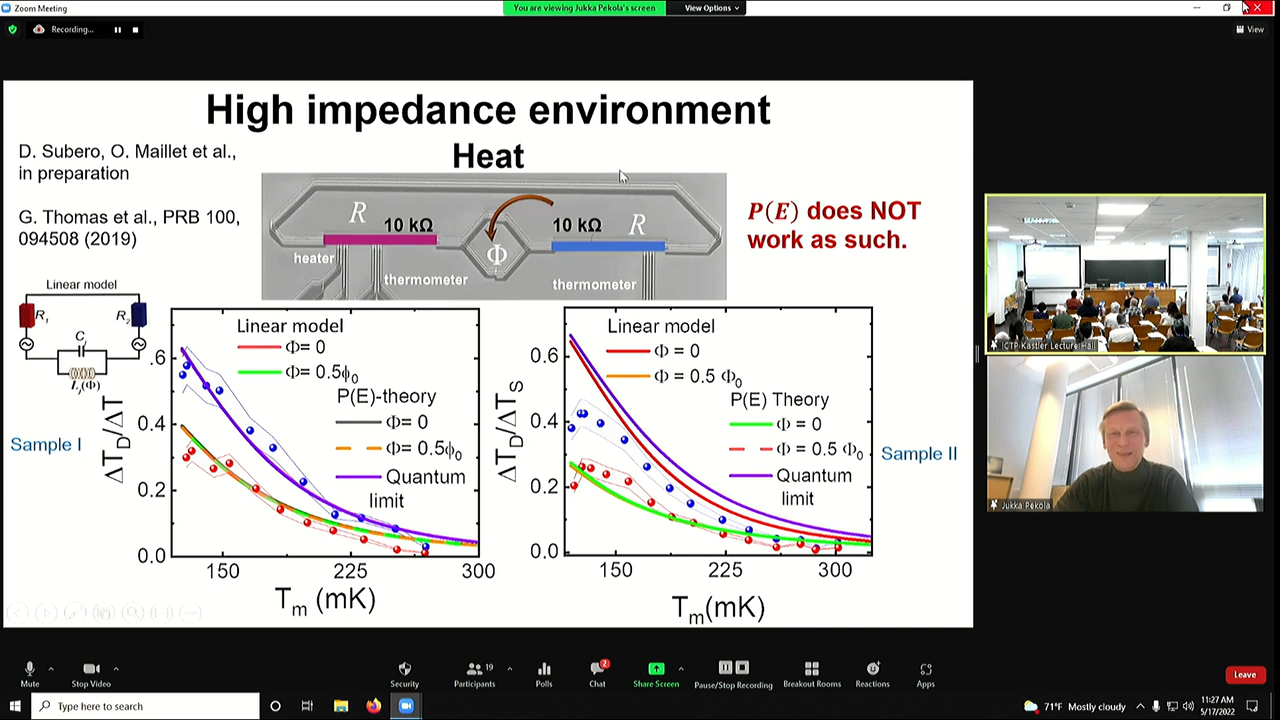 Zoom Meeting
You are viewing Jukka Pekola's screen
View Options
Recording...
View
High impedance environment
Heat
D. Subero, O. Maillet et al.,
in preparation
G. Thomas et al., PRB 100,
094508 (2019)
R
10 kΩ
Φ
10 kΩ
R
heater
thermometer
thermometer
P(E) does NOT
work as such.
Linear model
R1
R2
Cj
Lj(Φ)
Sample I
ΔTD/ΔT
.6
0.4
0.2
0.0
150
225
300
Tm (mK)
Linear model
Φ= 0
Φ= 0.5ϕ0
P(E)-theory
Φ= 0
Φ= 0.5ϕ0
Quantum
limit
ΔTD/ΔTS
0.6
0.4
0.2
0.0
150
225
300
Tm(mK)
Linear model
Φ = 0
Φ = 0.5 Φ0
P(E) Theory
Φ = 0
Φ = 0.5 Φ0
Quantum
limit
Sample II
ICTP Kastler Lecture Hall
Jukka Pekola
Mute
Stop Video
Security
Participants
19
Polls
Chat
2
Share Screen
Pause/Stop Recording
Breakout Rooms
Reactions
Apps
Leave
Type here to search
71°F Mostly cloudy
11:27 AM
5/17/2022